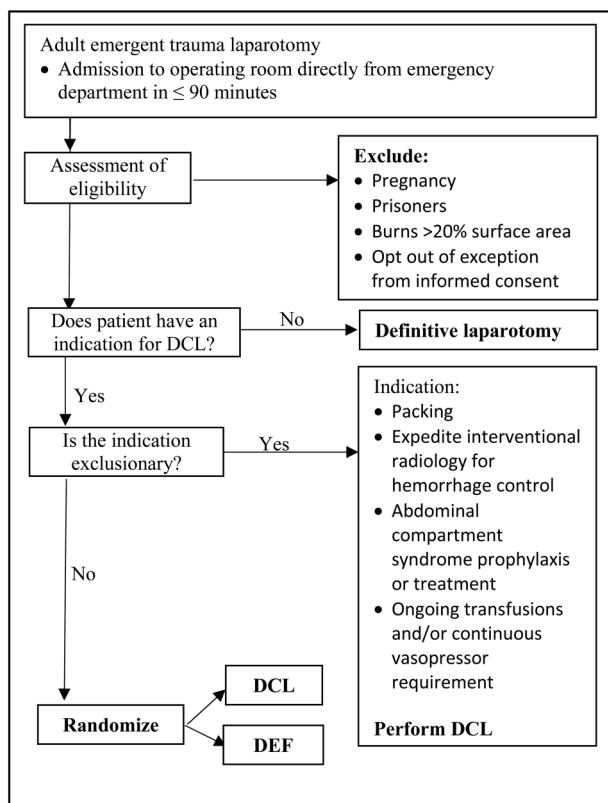 Adult emergent trauma laparotomy
• Admission to operating room directly from emergency
department in ≤ 90 minutes
Assessment of
eligibility
Exclude:
• Pregnancy
• Prisoners
• Burns >20% surface area
• Opt out of exception
from informed consent
Does patient have an
indication for DCL?
No
Definitive laparotomy
Yes
Is the indication
exclusionary?
Yes
Indication:
• Packing
• Expedite interventional
radiology for
hemorrhage control
• Abdominal
compartment
syndrome prophylaxis
or treatment
• Ongoing transfusions
and/or continuous
vasopressor
requirement
Perform DCL
No
Randomize
DCL
DEF